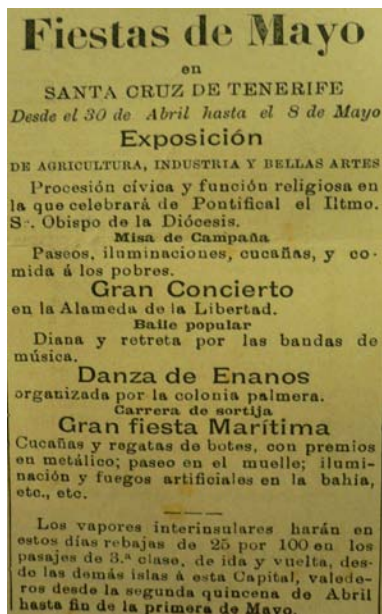 Fiestas de Mayo
en
SANTA CRUZ DE TENERIFE
Desde el 30 de Abril hasta el 8 de Mayo
Exposición
DE AGRICULTURA, INDUSTRIA Y BELLAS ARTES
Procesión cívica y función religiosa en
la que celebrará de Pontifical el Iltmo.
Sr. Obispo de la Diócesis.
Misa de Campaña
Paseos, iluminaciones, cucañas, y co-
mida á los pobres.
Gran Concierto
en la Alameda de la Libertad.
Baile popular
Diana y retreta por las bandas de
música.
Danza de Enanos
organizada por la colonia palmera.
Carrera de sortija
Gran fiesta Marítima
Cucañas y regatas de botes, con premios
en metálico; paseo en el muelle; ilumi-
nación y fuegos artificiales en la bahia,
etc., etc.
Los vapores interinsulares harán en
estos días rebajas de 25 por 100 en los
pasajes de 3.ª clase, de ida y vuelta, des-
de las demás islas á esta Capital, valede-
ros desde la segunda quincena de Abril
hasta fin de la primera de Mayo.